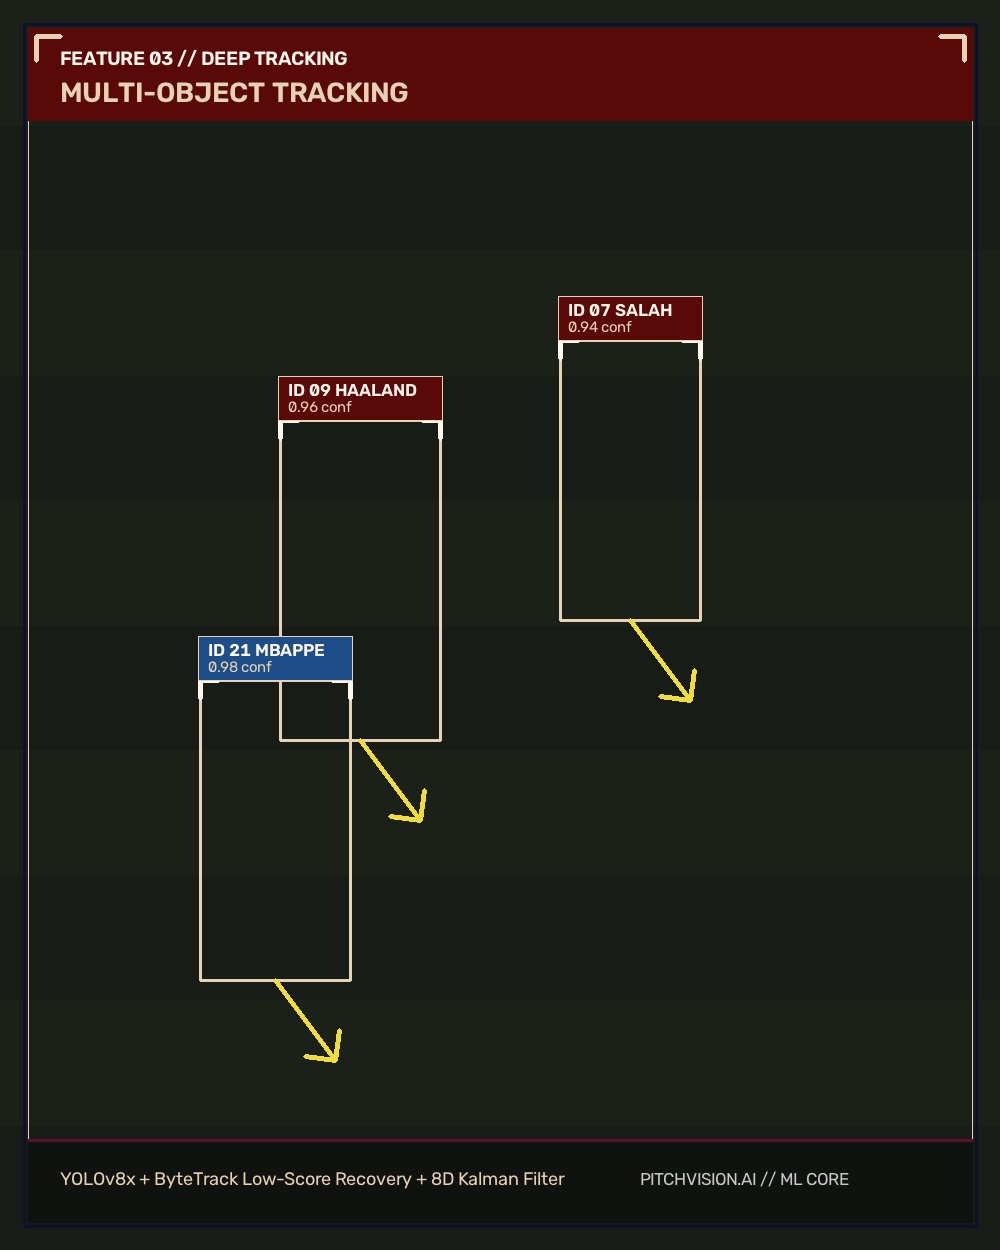 FEATURE 03 // DEEP TRACKING
MULTI-OBJECT TRACKING
ID 07 SALAH
0.94 conf
ID 09 HAALAND
0.96 conf
ID 21 MBAPPE
0.98 conf
YOLOv8x + ByteTrack Low-Score Recovery + 8D Kalman Filter
PITCHVISION.AI // ML CORE